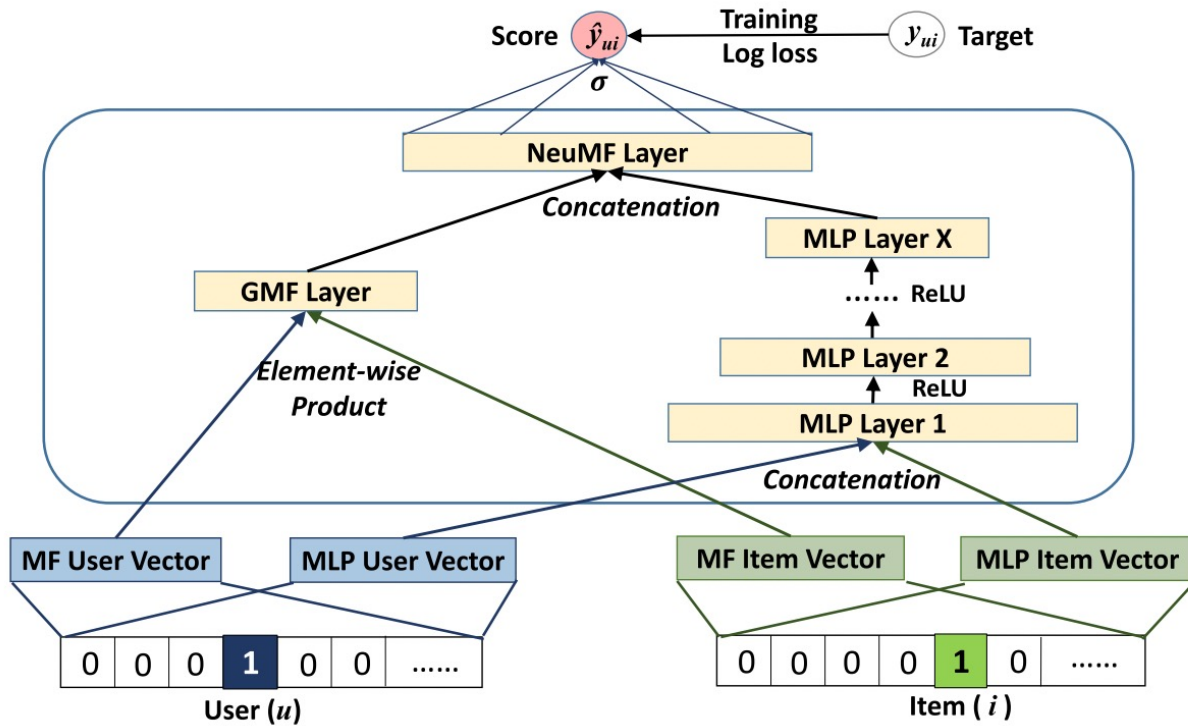 Score ŷui Training yui Target
Log loss
σ
NeuMF Layer
Concatenation
MLP Layer X
GMF Layer
...... ReLU
Element-wise
Product
MLP Layer 2
ReLU
MLP Layer 1
Concatenation
MF User Vector MLP User Vector MF Item Vector MLP Item Vector
0 0 0 1 0 0 ...... 0 0 0 0 1 0 ......
User (u) Item ( i )